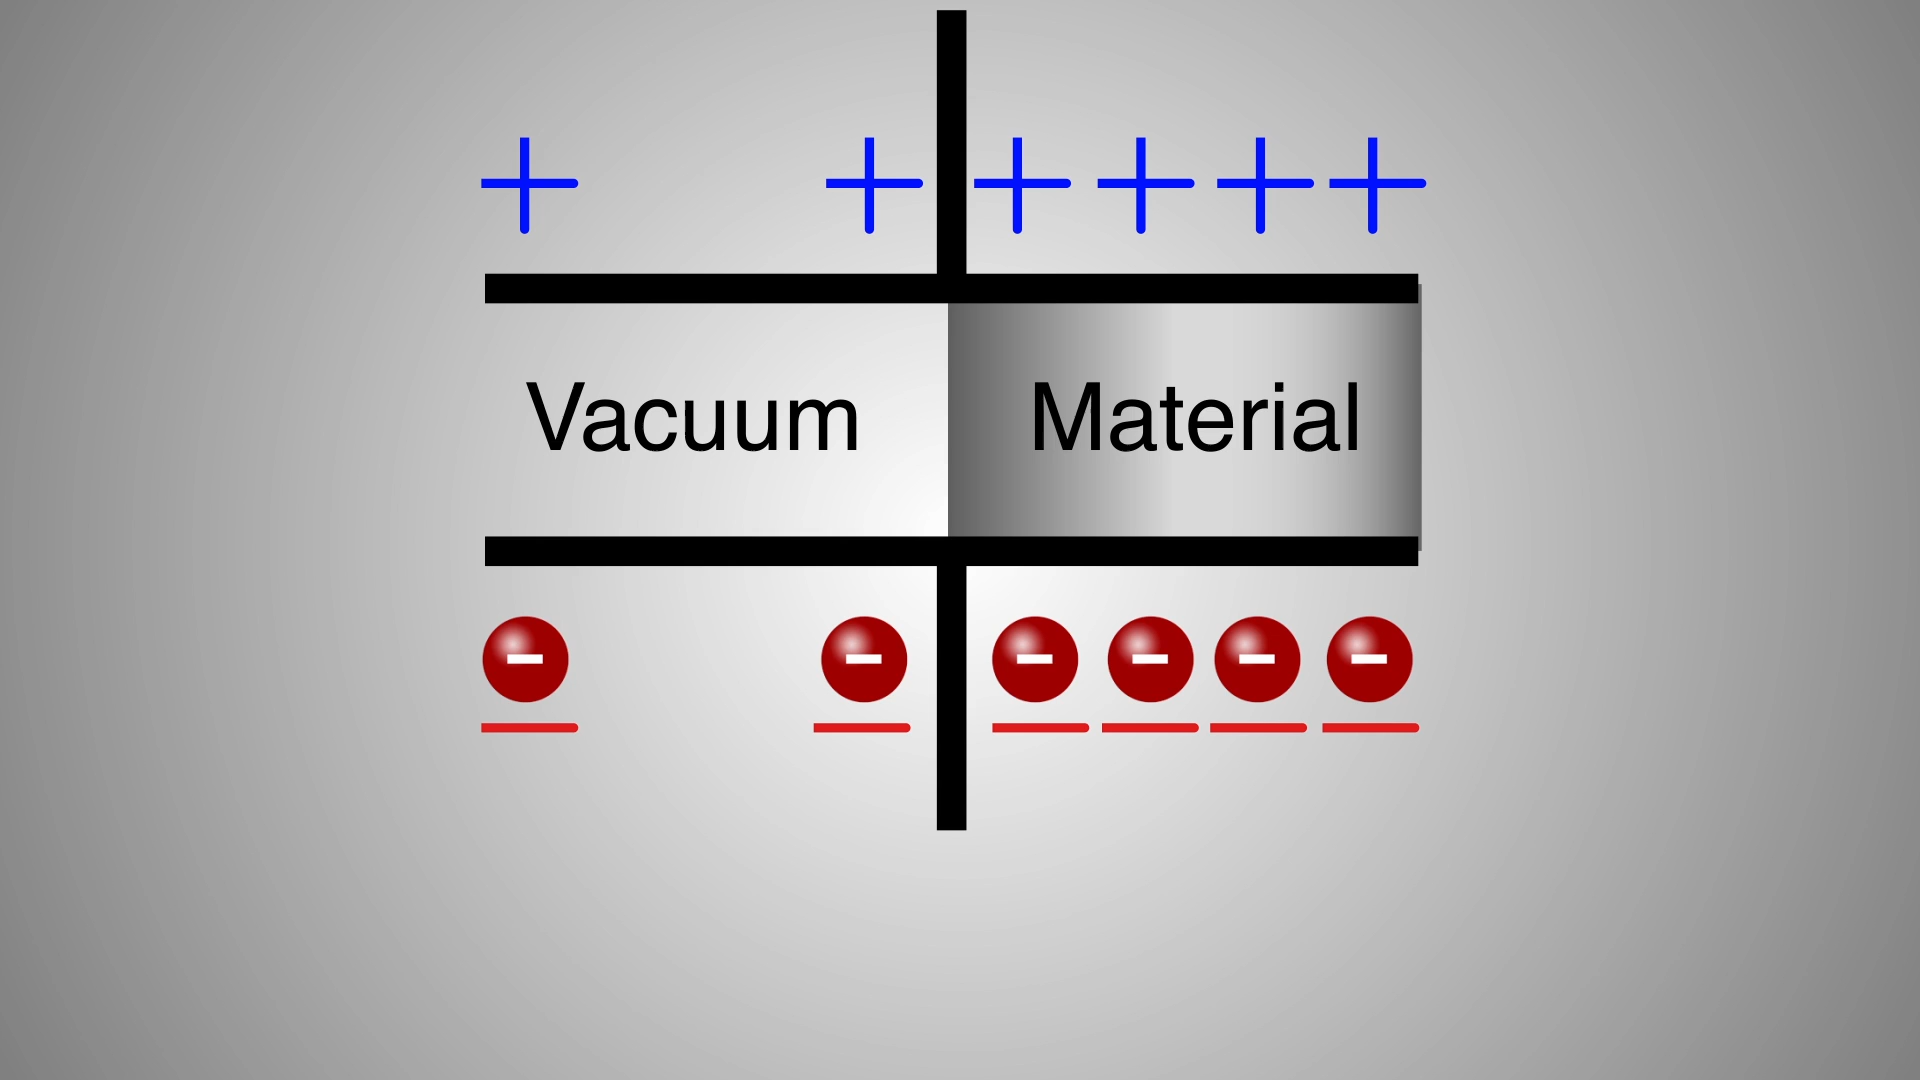 + + + + + +
Vacuum Material
- - - - - -